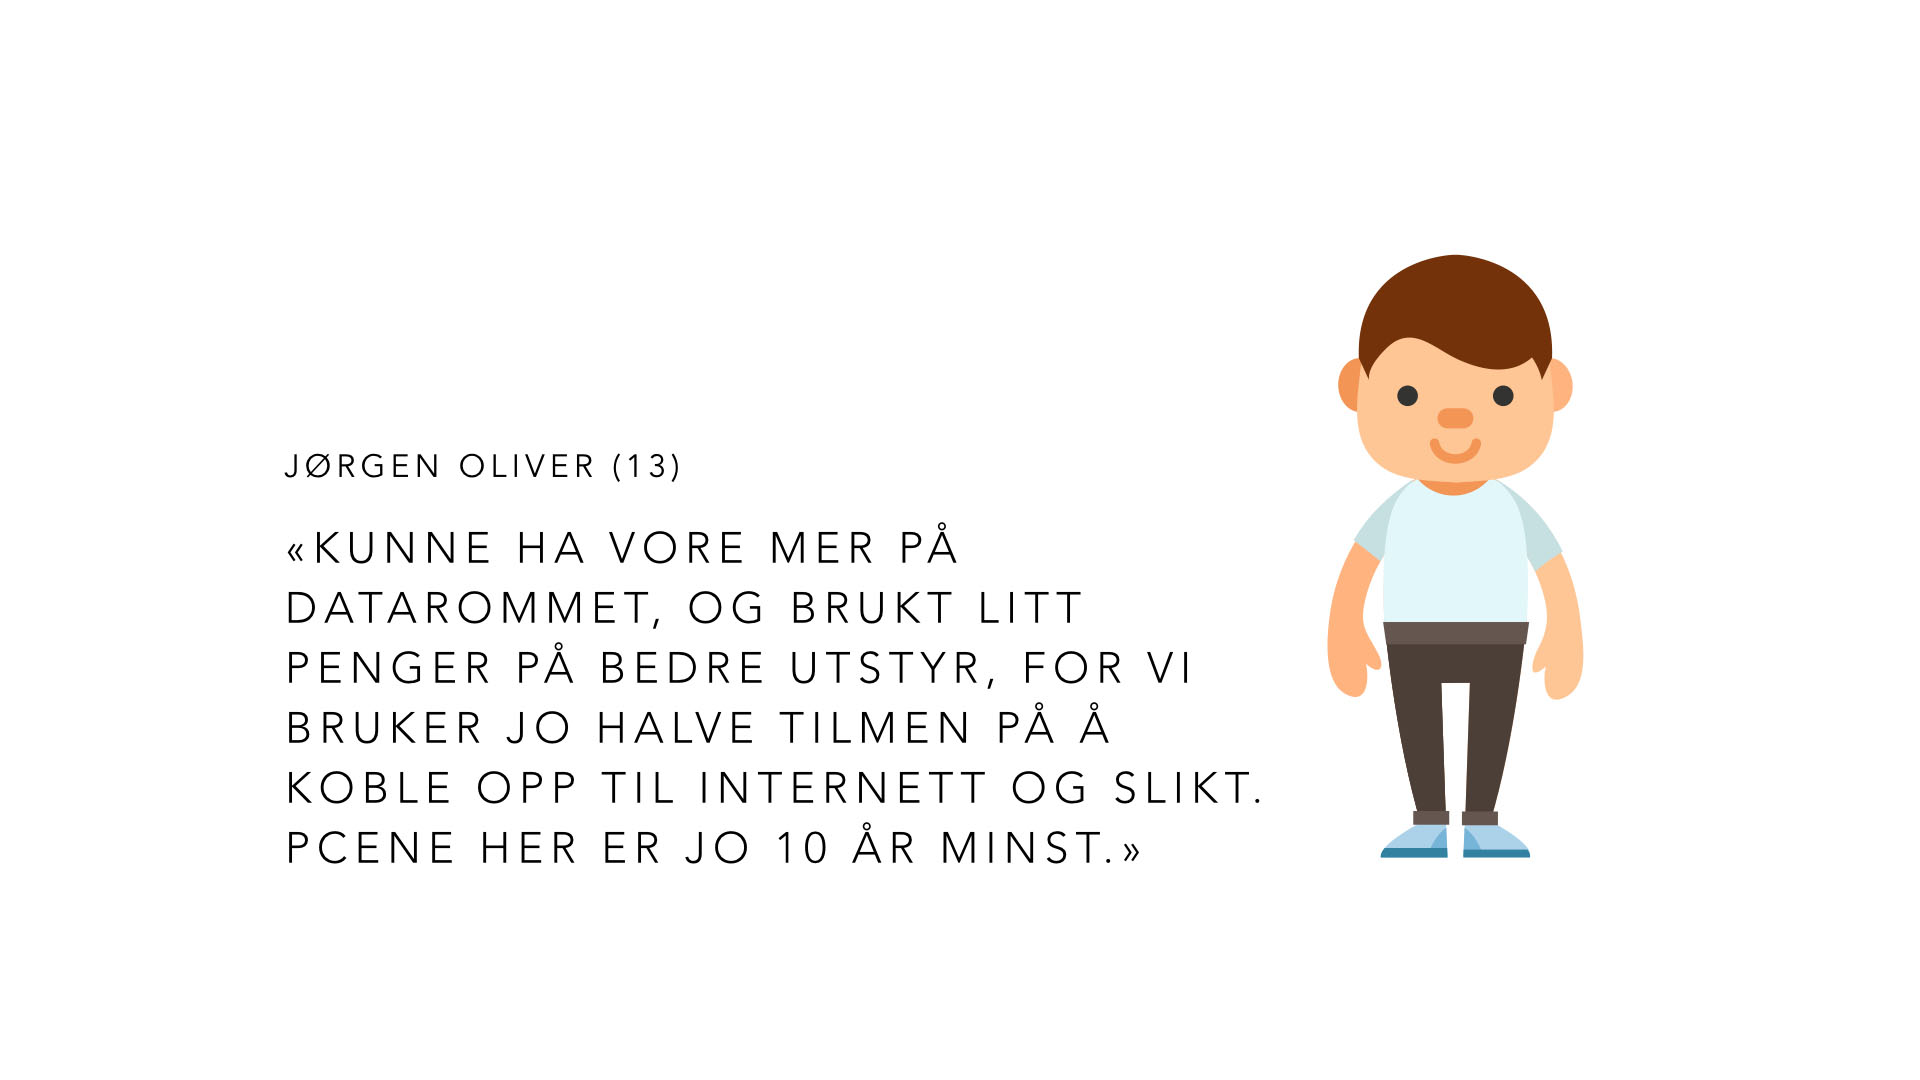 JØRGEN OLIVER (13)
«KUNNE HA VORE MER PÅ
DATAROMMET, OG BRUKT LITT
PENGER PÅ BEDRE UTSTYR, FOR VI
BRUKER JO HALVE TILMEN PÅ Å
KOBLE OPP TIL INTERNETT OG SLIKT.
PCENE HER ER JO 10 ÅR MINST.»